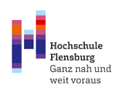 Hochschule
Flensburg
Ganz nah und
weit voraus